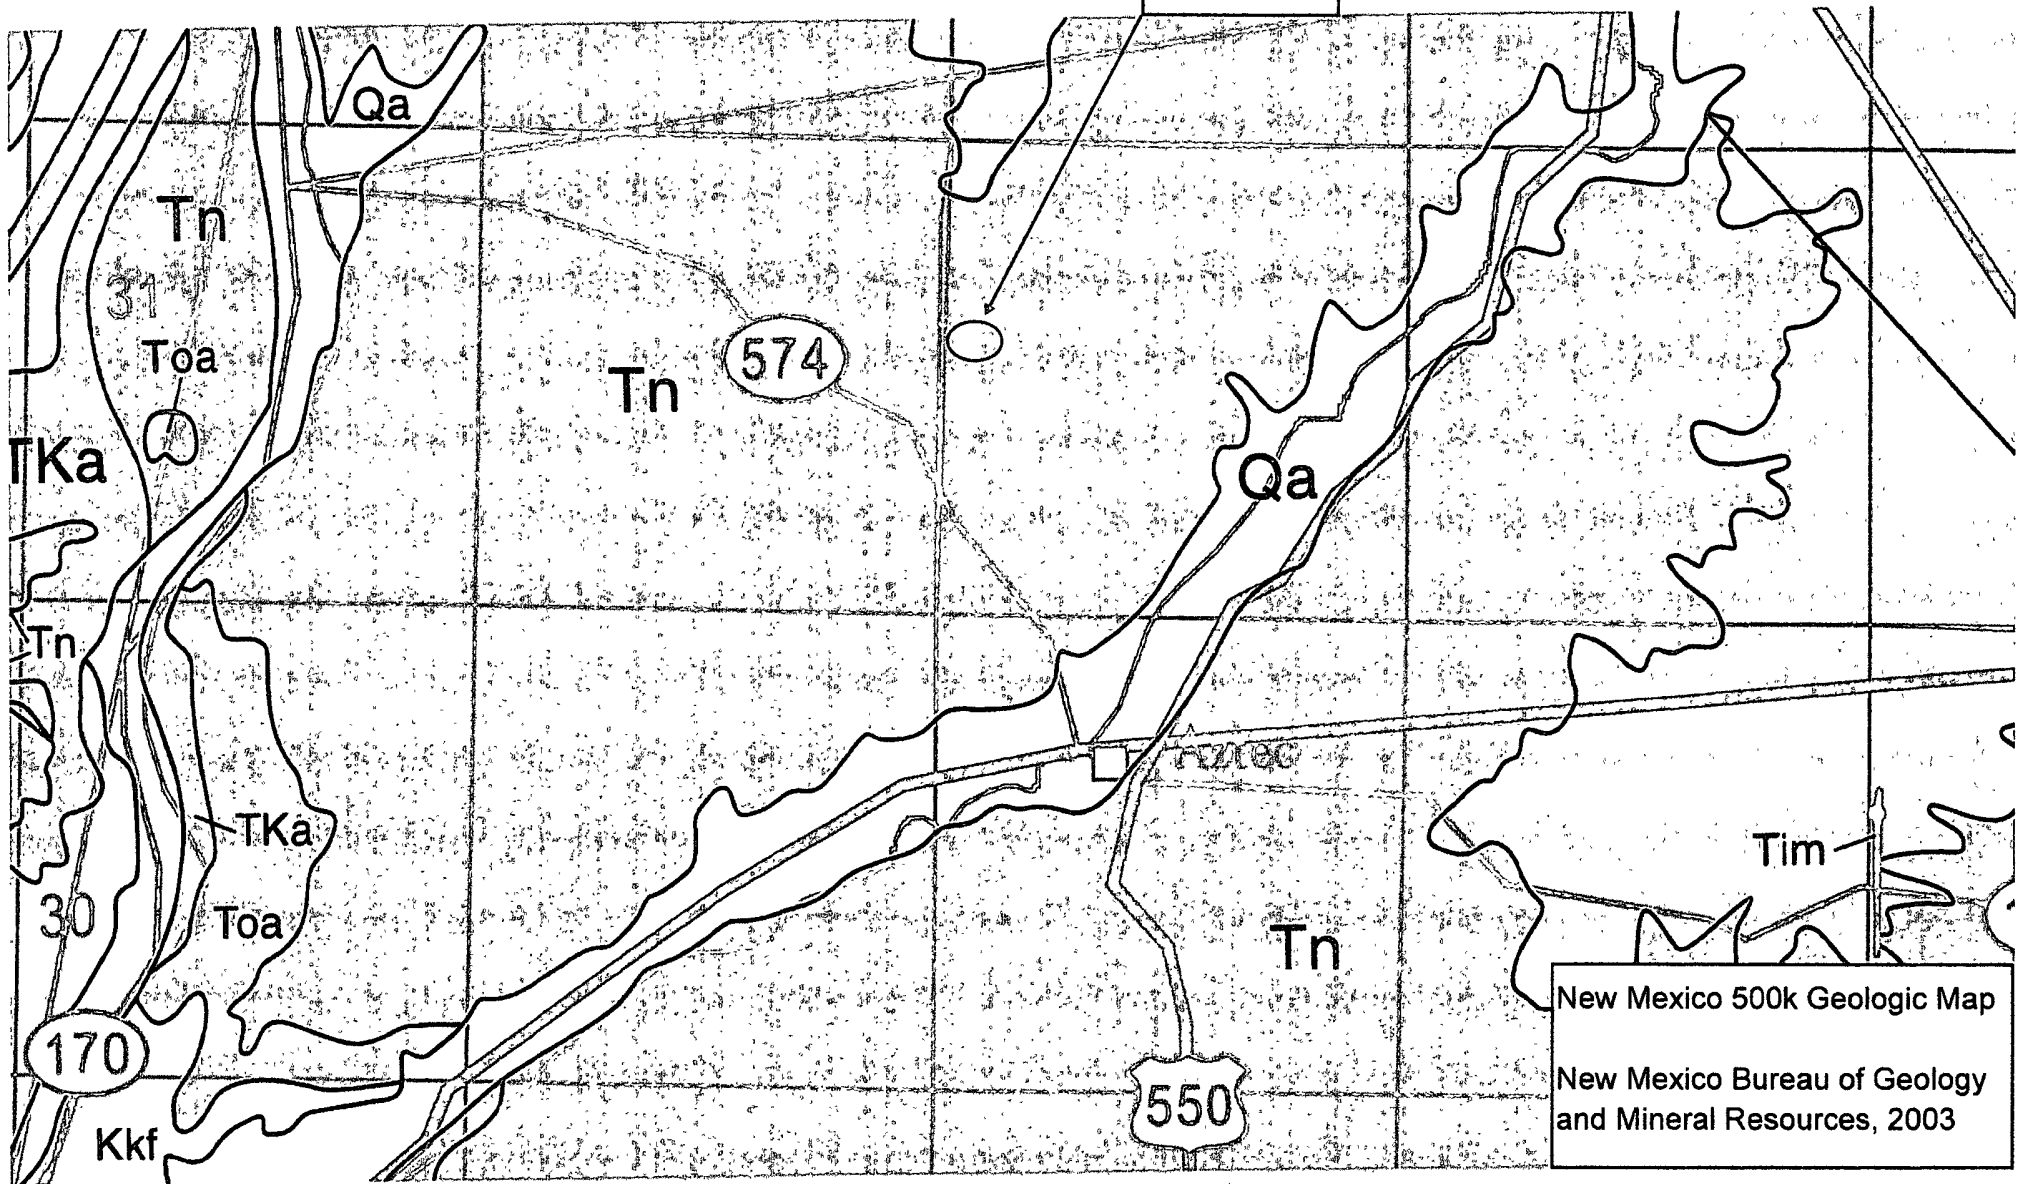 Qa
Tn
31
Toa
574
Tn
TKa
Qa
Tn
Aztec
TKa
Tim
30
Toa
Tn
New Mexico 500k Geologic Map
170
New Mexico Bureau of Geology
and Mineral Resources, 2003
550
Kkf